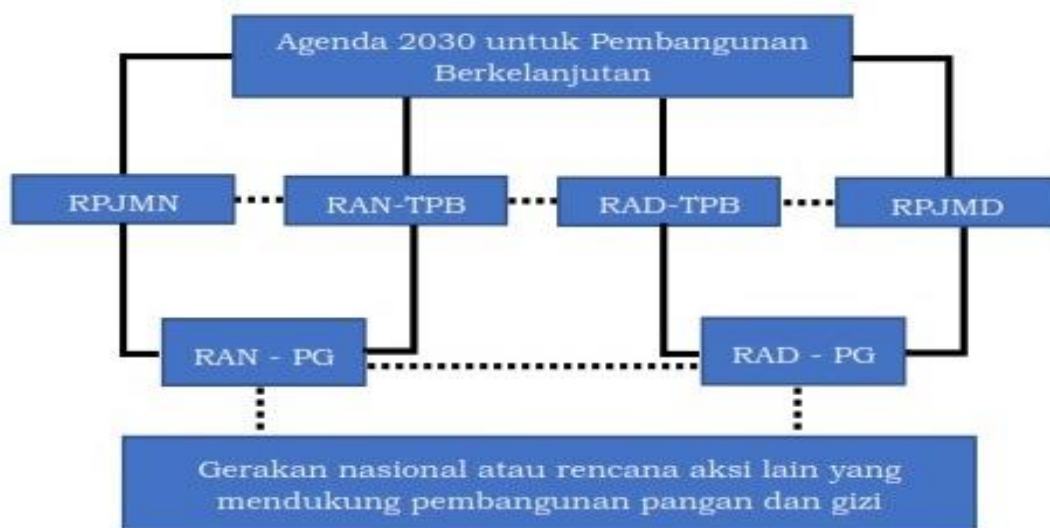 Agenda 2030 untuk Pembangunan
Berkelanjutan
RPJMN
RAN-TPB
RAD-TPB
RPJMD
RAN - PG
RAD - PG
Gerakan nasional atau rencana aksi lain yang
mendukung pembangunan pangan dan gizi